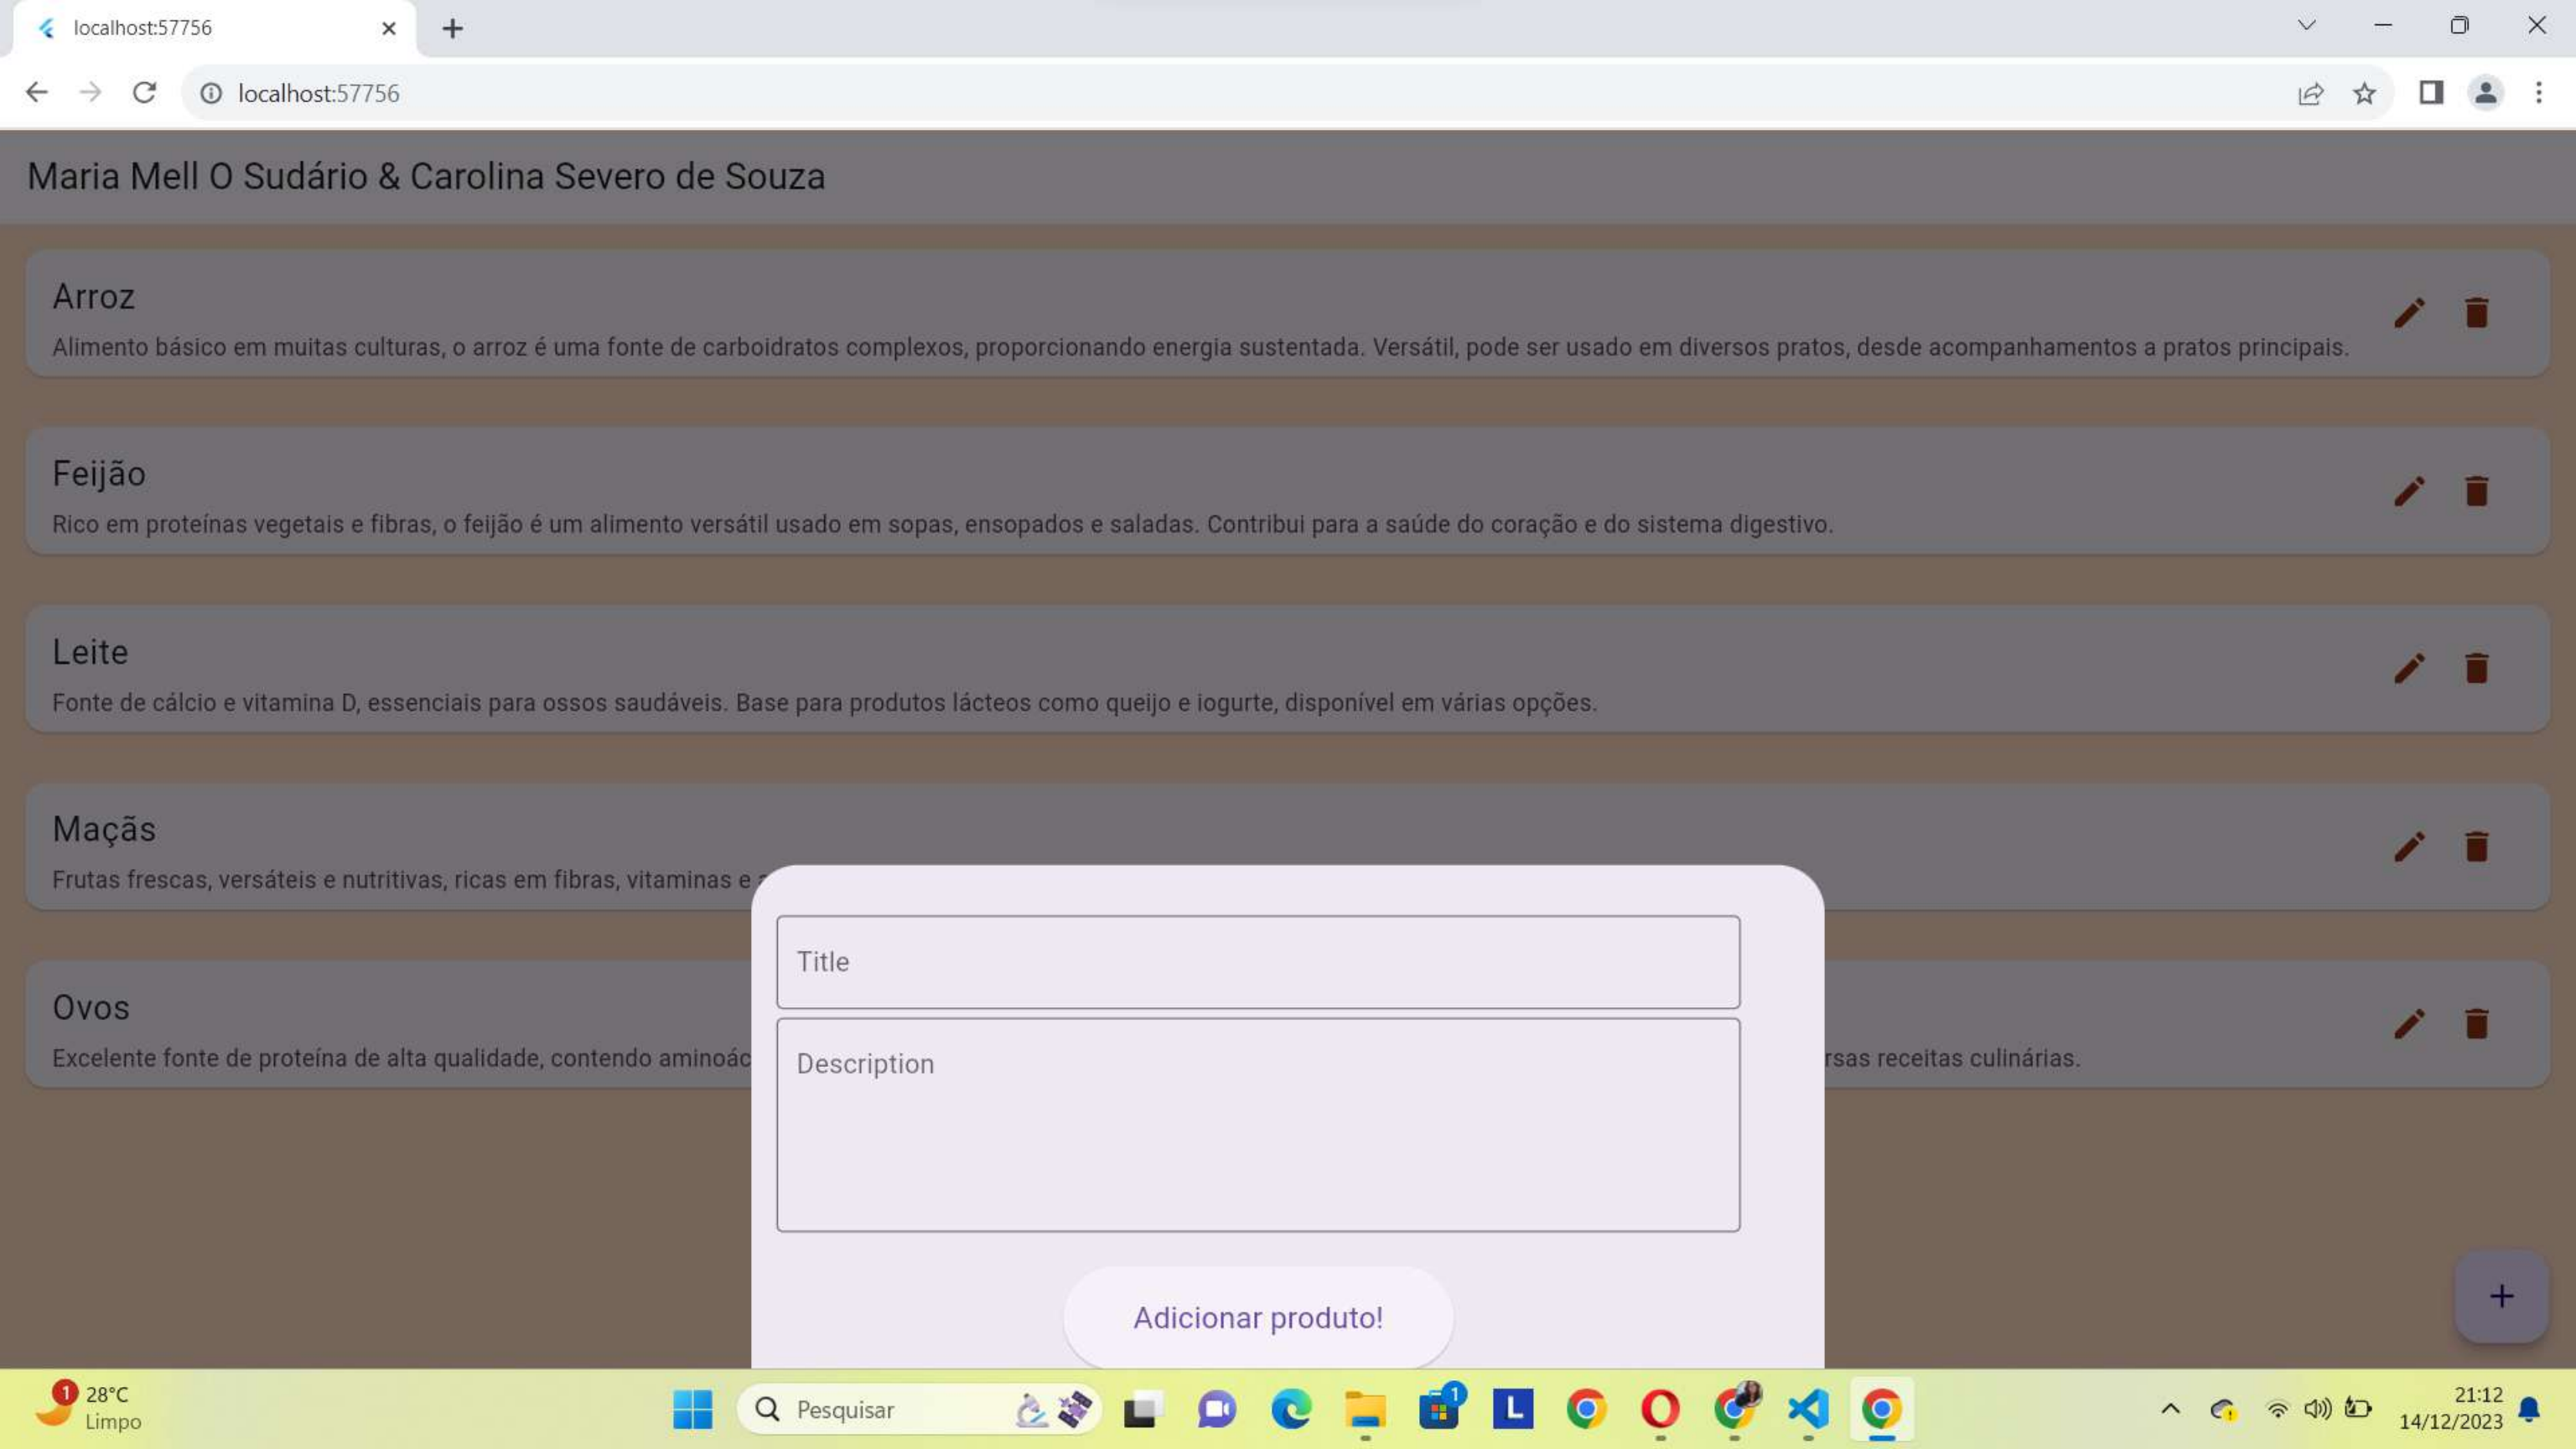 localhost:57756
localhost:57756
Maria Mell O Sudário & Carolina Severo de Souza
Arroz
Alimento básico em muitas culturas, o arroz é uma fonte de carboidratos complexos, proporcionando energia sustentada. Versátil, pode ser usado em diversos pratos, desde acompanhamentos a pratos principais.
Feijão
Rico em proteínas vegetais e fibras, o feijão é um alimento versátil usado em sopas, ensopados e saladas. Contribui para a saúde do coração e do sistema digestivo.
Leite
Fonte de cálcio e vitamina D, essenciais para ossos saudáveis. Base para produtos lácteos como queijo e iogurte, disponível em várias opções.
Maçãs
Frutas frescas, versáteis e nutritivas, ricas em fibras, vitaminas e
Ovos
Excelente fonte de proteína de alta qualidade, contendo aminoác rsas receitas culinárias.
Title
Description
Adicionar produto!
1
28°C
Limpo
Pesquisar
1
L
21:12
14/12/2023